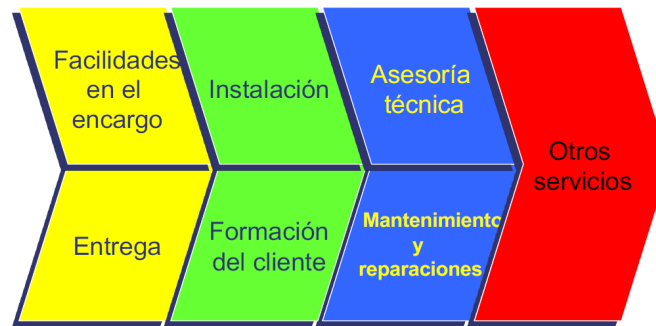 Facilidades
en el
encargo
Instalación
Asesoría
técnica
Otros
servicios
Entrega
Formación
del cliente
Mantenimiento
y
reparaciones